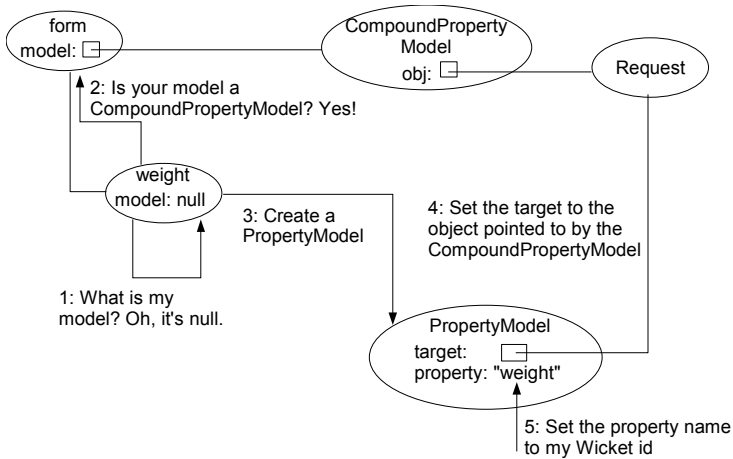 form
model:
CompoundProperty
Model
obj:
Request
2: Is your model a
CompoundPropertyModel? Yes!
weight
model: null
3: Create a
PropertyModel
4: Set the target to the
object pointed to by the
CompoundPropertyModel
1: What is my
model? Oh, it's null.
PropertyModel
target:
property: "weight"
5: Set the property name
to my Wicket id